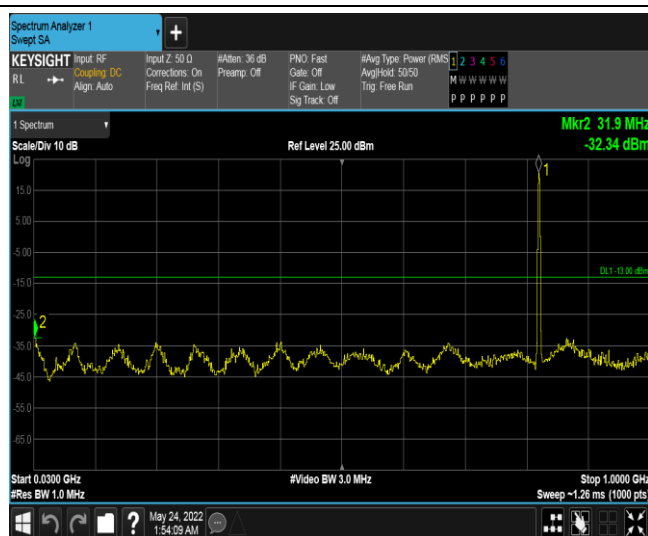 Spectrum Analyzer 1
Swept SA
KEYSIGHT Input: RF Input Z: 50 Ω #Atten: 36 dB PNO: Fast #Avg Type: Power (RMS 1 2 3 4 5 6
RL Coupling: DC Corrections: On Preamp: Off Gate: Off Avg|Hold: 50/50 M W W W W W
Align: Auto Freq Ref: Int (S) IF Gain: Low Trig: Free Run
Sig Track: Off P P P P P P
1 Spectrum Mkr2 31.9 MHz
Scale/Div 10 dB Ref Level 25.00 dBm -32.34 dBm
Log
1
15.0
5.00
-5.00
DL1 -13.00 dBm
-15.0
-25.0
2
-35.0
-45.0
-55.0
-65.0
Start 0.0300 GHz #Video BW 3.0 MHz Stop 1.0000 GHz
#Res BW 1.0 MHz Sweep ~1.26 ms (1000 pts)
? May 24, 2022
1:54:09 AM